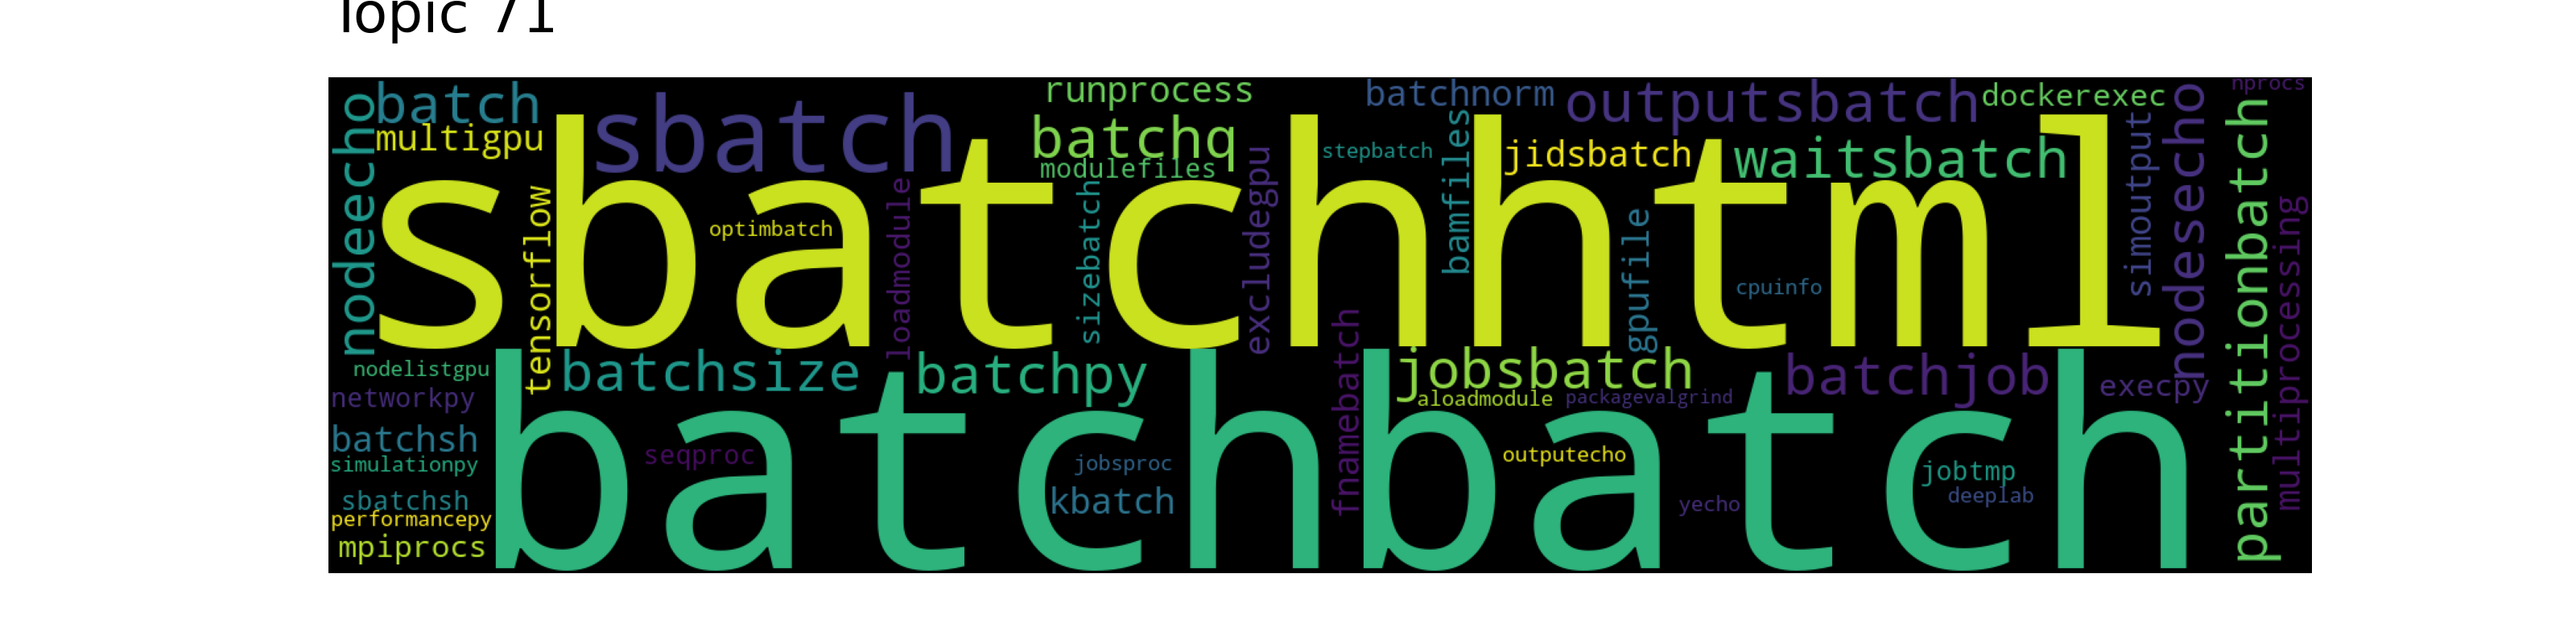 Topic 71
nodeecho
batch
multigpu
sbatch
runprocess
batchq
modulefiles
batchnorm
outputsbatch
dockerexec
nprocs
stepbatch
jidsbatch
waitsbatch
sbatchhtml
tensorflow
optimbatch
loadmodule
sizebatch
excludegpu
bamfiles
gpufile
cpuinfo
simoutput
nodesecho
partitionbatch
multiprocessing
nodelistgpu
networkpy
batchsize
batchpy
fnamebatch
jobsbatch
aloadmodule
packagevalgrind
batchjob
execpy
batchbatch
batchsh
simulationpy
sbatchsh
performancepy
mpiprocs
seqproc
jobsproc
kbatch
outputecho
yecho
jobtmp
deeplab